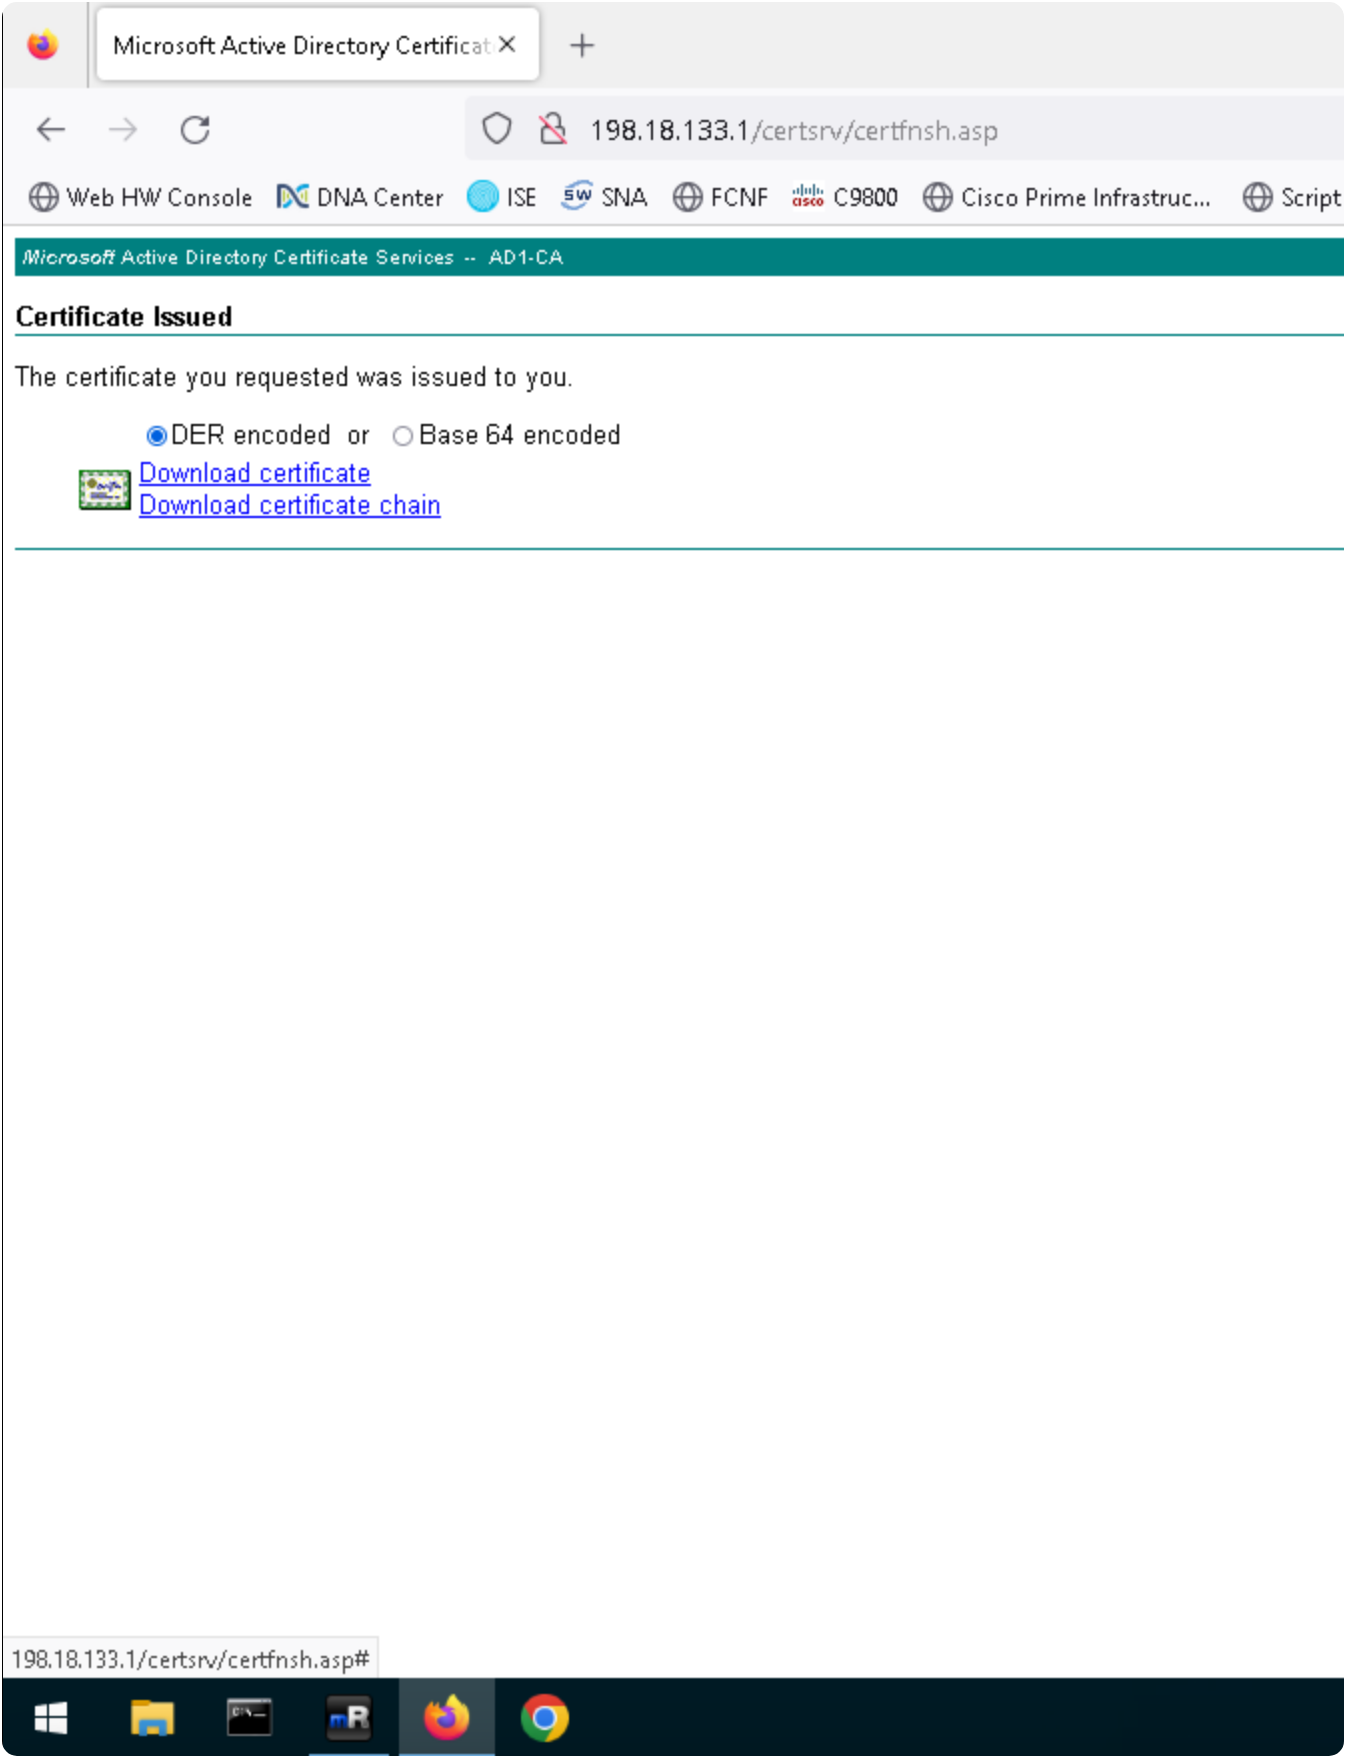 Microsoft Active Directory Certificat
198.18.133.1/certsrv/certfnsh.asp
Web HW Console DNA Center ISE SW SNA FCNF cisco C9800 Cisco Prime Infrastruc... Script
Microsoft Active Directory Certificate Services -- AD1-CA
Certificate Issued
The certificate you requested was issued to you.
DER encoded or Base 64 encoded
Download certificate
Download certificate chain
198.18.133.1/certsrv/certfnsh.asp#
C:\_ mR